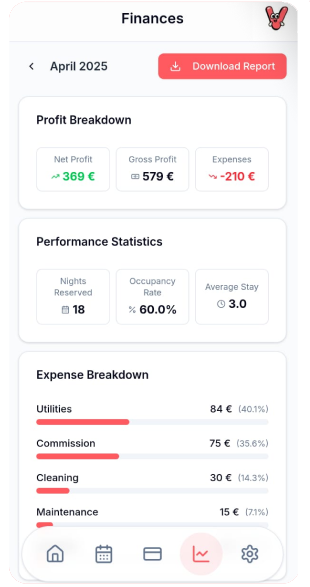 Finances
April 2025
Download Report
Profit Breakdown
Net Profit
Gross Profit
Expenses
369 €
579 €
-210 €
Performance Statistics
Nights
Reserved
Occupancy
Rate
Average Stay
18
% 60.0%
3.0
Expense Breakdown
Utilities 84 € (40.1%)
Commission 75 € (35.6%)
Cleaning 30 € (14.3%)
Maintenance 15 € (7.1%)